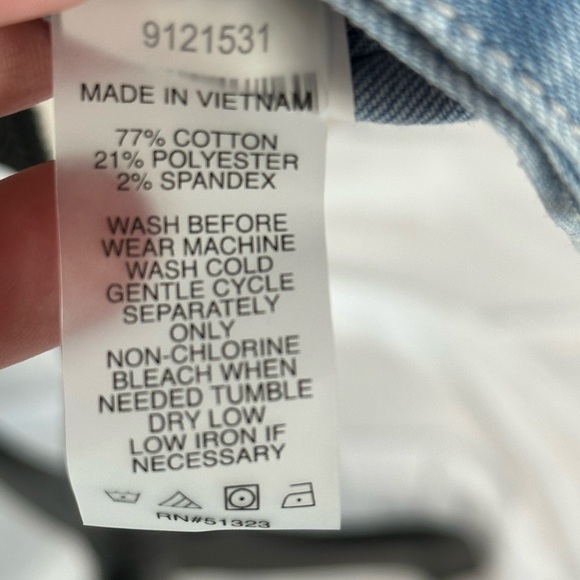 9121531
MADE IN VIETNAM
77% COTTON
21% POLYESTER
2% SPANDEX
WASH BEFORE
WEAR MACHINE
WASH COLD
GENTLE CYCLE
SEPARATELY
ONLY
NON-CHLORINE
BLEACH WHEN
NEEDED TUMBLE
DRY LOW
LOW IRON IF
NECESSARY
RN#51323